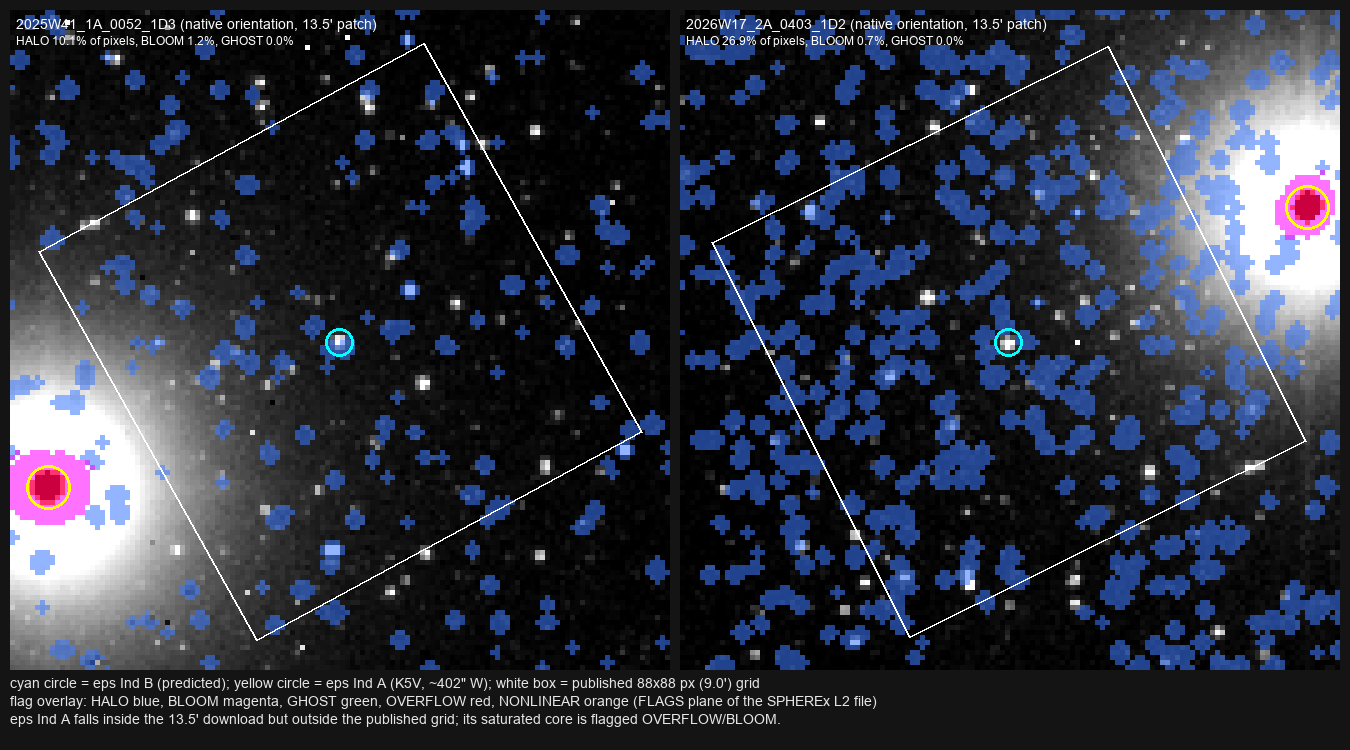 2025W41_1A_0052_1D3 (native orientation, 13.5' patch)
HALO 10.1% of pixels, BLOOM 1.2%, GHOST 0.0%
2026W17_2A_0403_1D2 (native orientation, 13.5' patch)
HALO 26.9% of pixels, BLOOM 0.7%, GHOST 0.0%
cyan circle = eps Ind B (predicted); yellow circle = eps Ind A (K5V, ~402" W); white box = published 88x88 px (9.0') grid
flag overlay: HALO blue, BLOOM magenta, GHOST green, OVERFLOW red, NONLINEAR orange (FLAGS plane of the SPHEREx L2 file)
eps Ind A falls inside the 13.5' download but outside the published grid; its saturated core is flagged OVERFLOW/BLOOM.